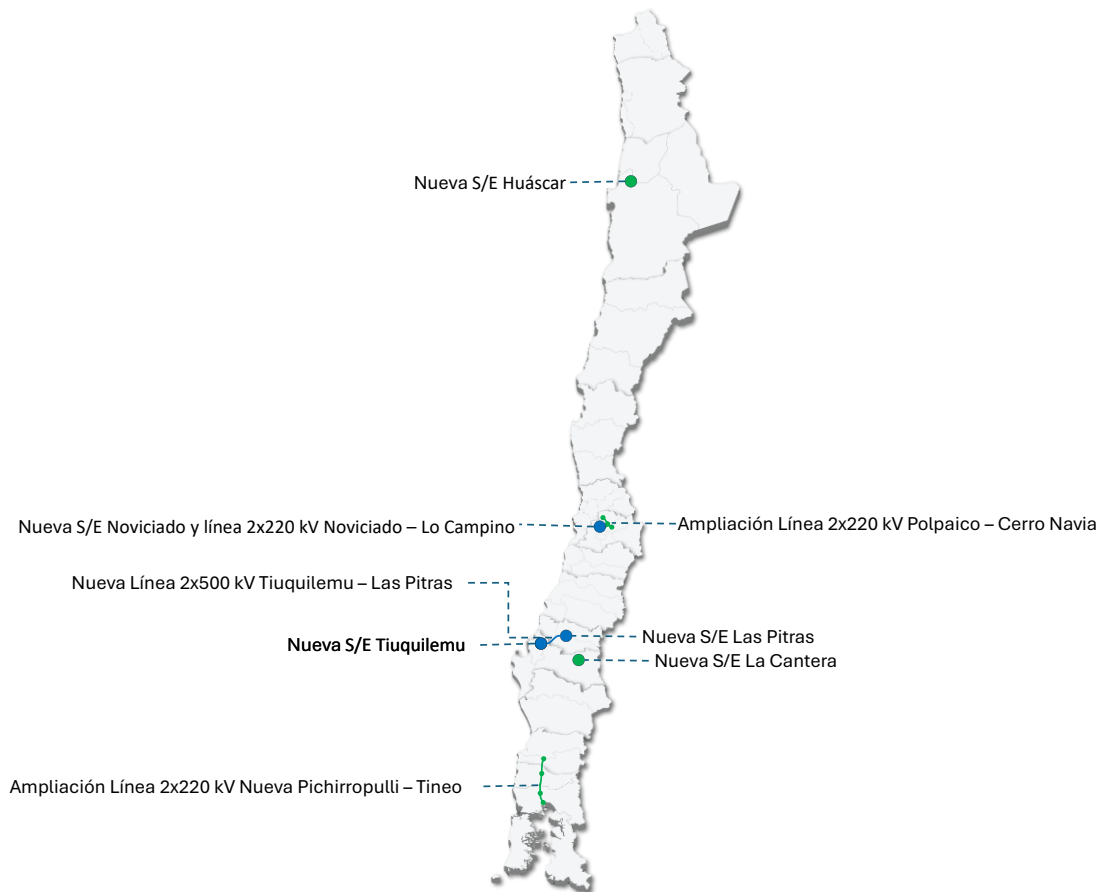 Nueva S/E Huáscar
Nueva S/E Noviciado y línea 2x220 kV Noviciado – Lo Campino
Ampliación Línea 2x220 kV Polpaico – Cerro Navia
Nueva Línea 2x500 kV Tiuquilemu – Las Pitras
Nueva S/E Tiuquilemu
Nueva S/E Las Pitras
Nueva S/E La Cantera
Ampliación Línea 2x220 kV Nueva Pichirropulli – Tineo